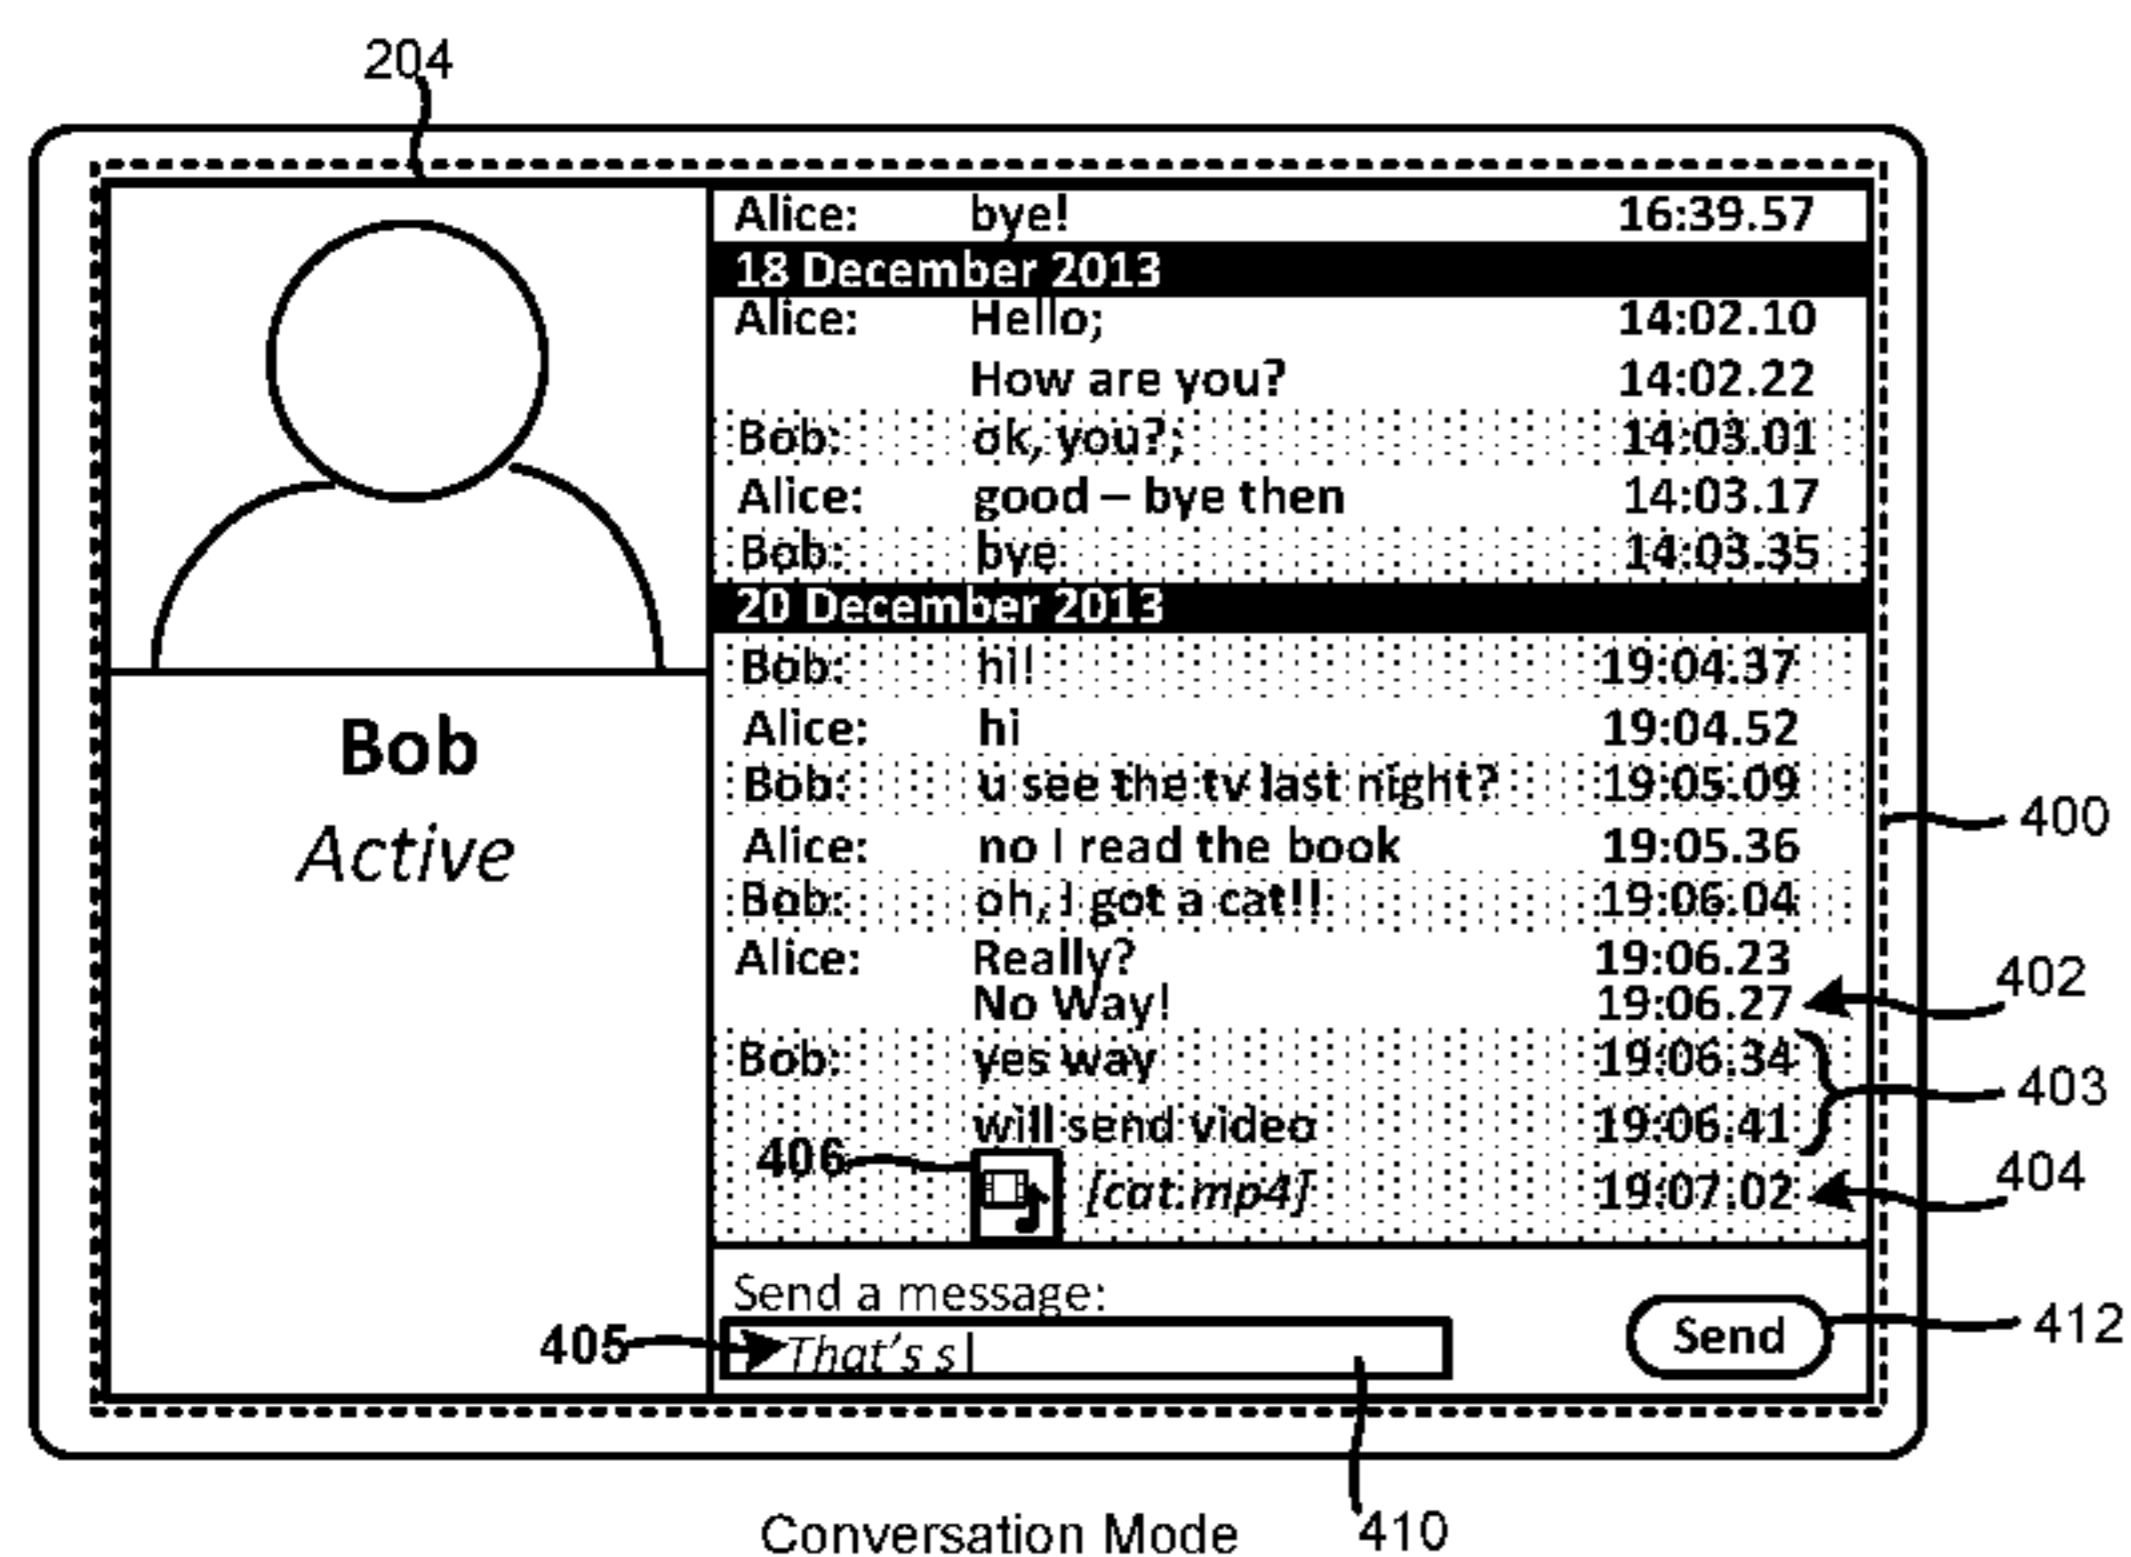 204
Alice: bye! 16:39.57
18 December 2013
Alice: Hello; 14:02.10
How are you? 14:02.22
Bob: ok, you?; 14:03.01
Alice: good – bye then 14:03.17
Bob: bye 14:03.35
20 December 2013
Bob: hi! 19:04.37
Alice: hi 19:04.52
Bob: u see the tv last night? 19:05.09
Alice: no I read the book 19:05.36
Bob: oh, I got a cat!! 19:06.04
Alice: Really? 19:06.23
No Way! 19:06.27
Bob: yes way 19:06.34
will send video 19:06.41
[cat.mp4] 19:07.02
Bob
Active
400
402
403
404
406
Send a message:
405
That's s
Send
412
Conversation Mode
410